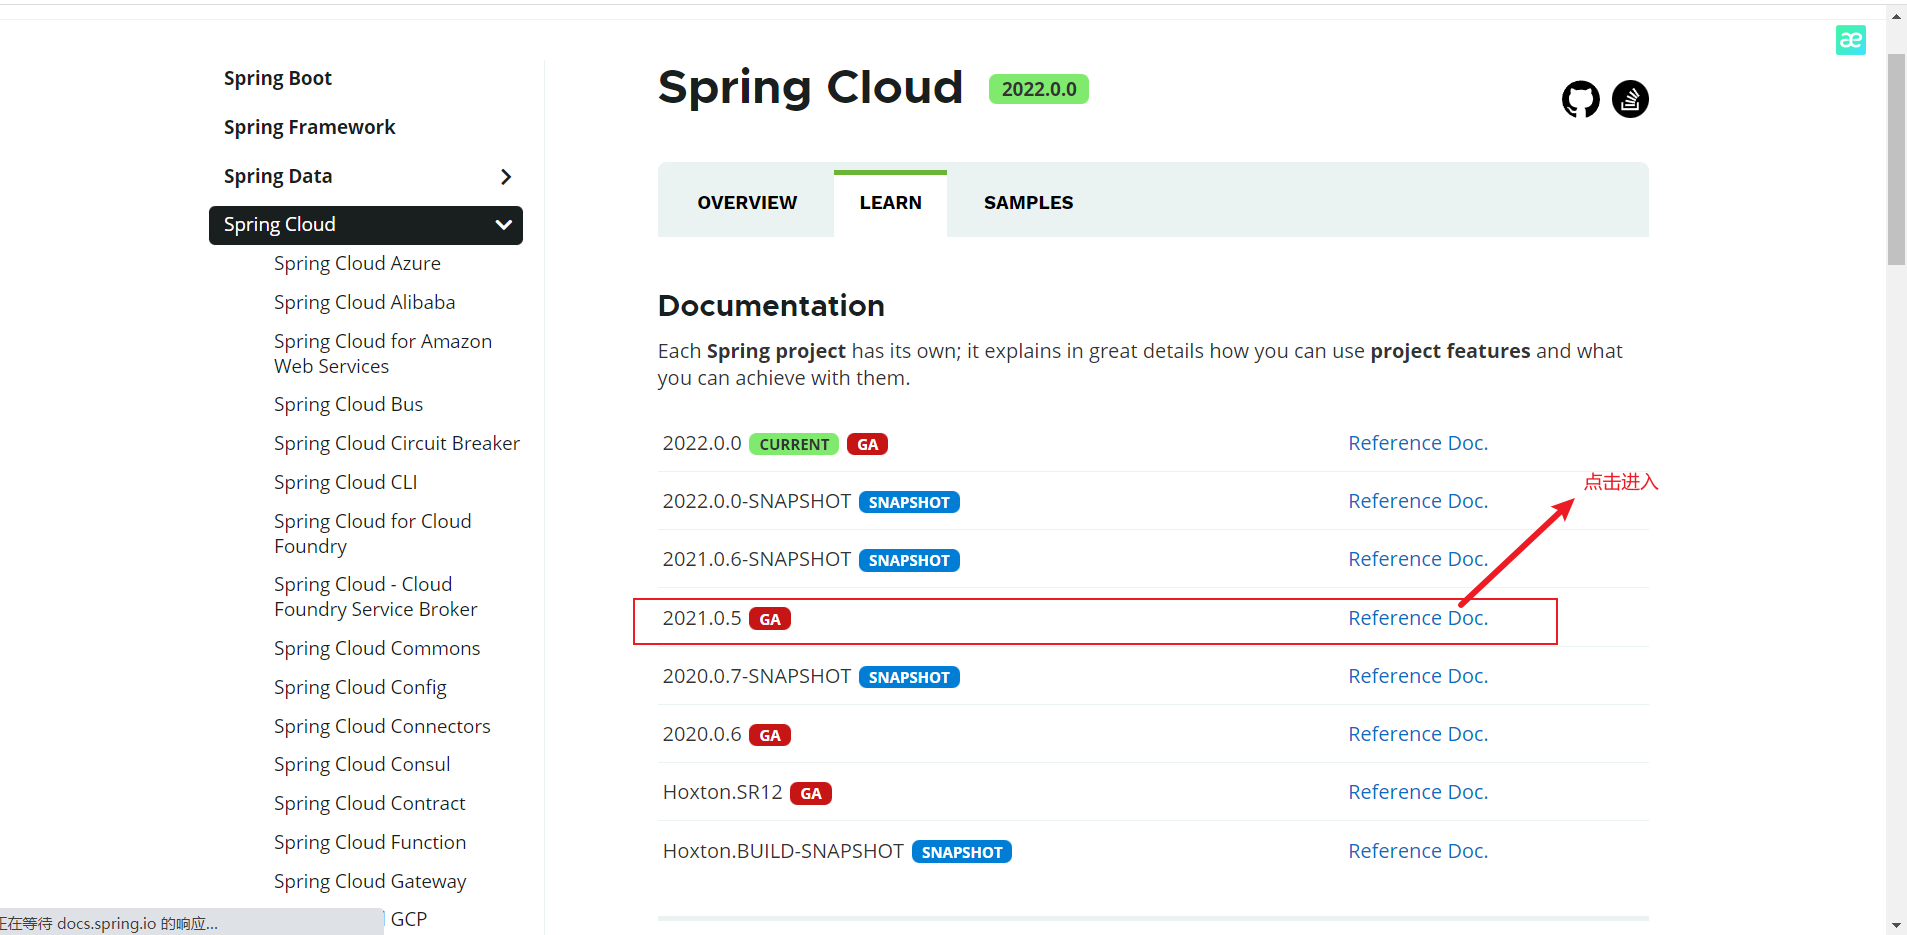 Spring Boot
Spring Framework
Spring Data
Spring Cloud
Spring Cloud Azure
Spring Cloud Alibaba
Spring Cloud for Amazon
Web Services
Spring Cloud Bus
Spring Cloud Circuit Breaker
Spring Cloud CLI
Spring Cloud for Cloud
Foundry
Spring Cloud - Cloud
Foundry Service Broker
Spring Cloud Commons
Spring Cloud Config
Spring Cloud Connectors
Spring Cloud Consul
Spring Cloud Contract
Spring Cloud Function
Spring Cloud Gateway
GCP
正在等待 docs.spring.io 的响应...
Spring Cloud 2022.0.0
æ
OVERVIEW LEARN SAMPLES
Documentation
Each Spring project has its own; it explains in great details how you can use project features and what
you can achieve with them.
2022.0.0 CURRENT GA Reference Doc.
点击进入
2022.0.0-SNAPSHOT SNAPSHOT Reference Doc.
2021.0.6-SNAPSHOT SNAPSHOT Reference Doc.
2021.0.5 GA Reference Doc.
2020.0.7-SNAPSHOT SNAPSHOT Reference Doc.
2020.0.6 GA Reference Doc.
Hoxton.SR12 GA Reference Doc.
Hoxton.BUILD-SNAPSHOT SNAPSHOT Reference Doc.